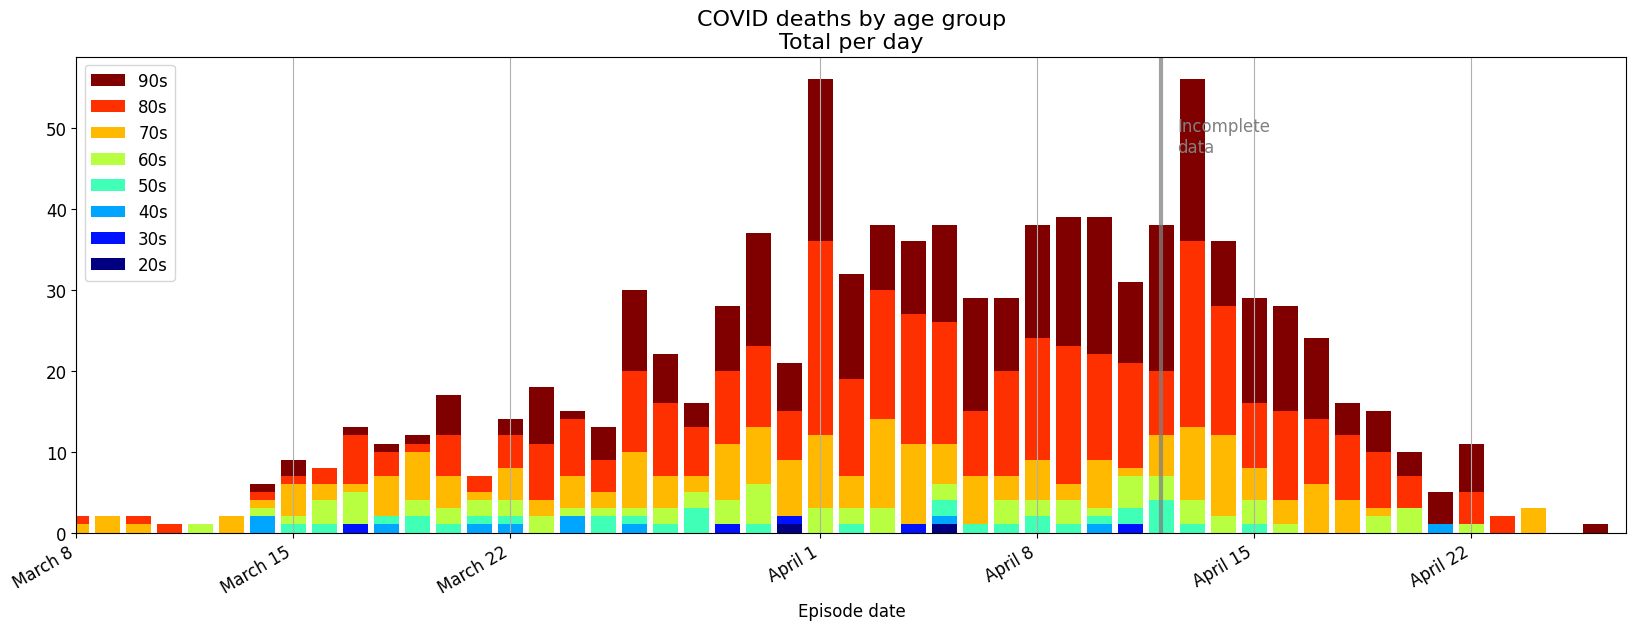 COVID deaths by age group
Total per day
90s
80s
70s
60s
50s
40s
30s
20s
Incomplete
data
50
40
30
20
10
0
March 8
March 15
March 22
April 1
April 8
April 15
April 22
Episode date